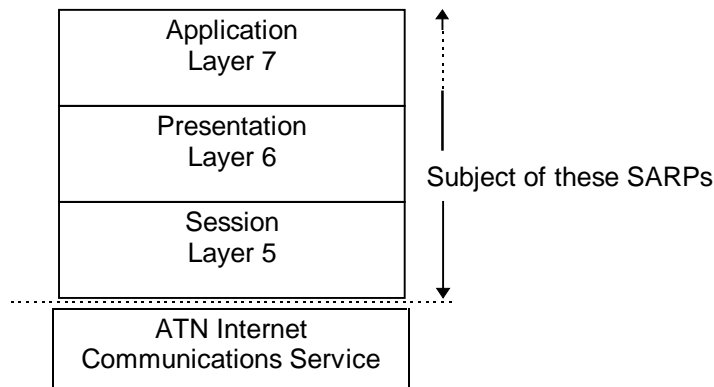 Application
Layer 7
Presentation
Layer 6
Subject of these SARPs
Session
Layer 5
ATN Internet
Communications Service